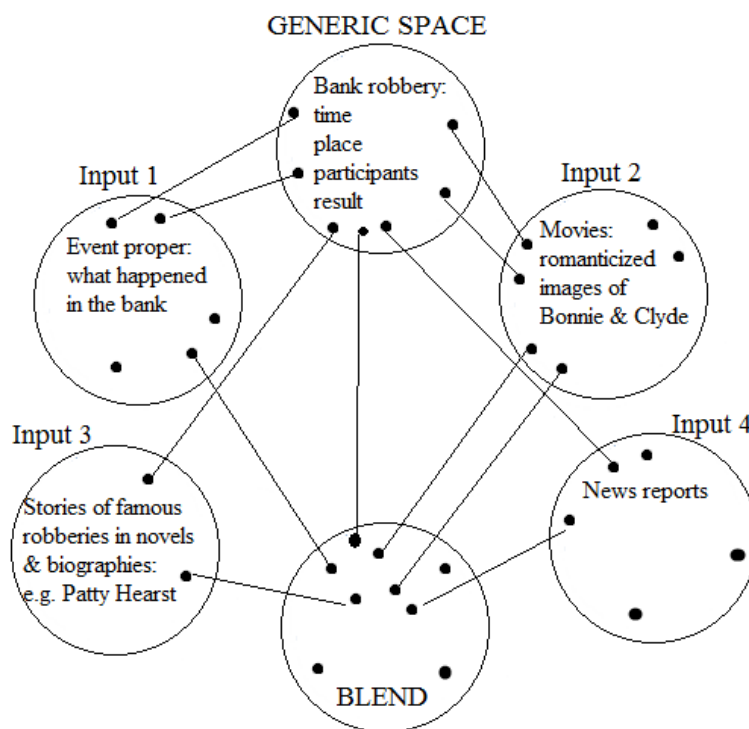 GENERIC SPACE
Bank robbery:
time
place
participants
result
Input 1
Event proper:
what happened
in the bank
Input 2
Movies:
romanticized
images of
Bonnie & Clyde
Input 3
Stories of famous
robberies in novels
& biographies:
e.g. Patty Hearst
Input 4
News reports
BLEND